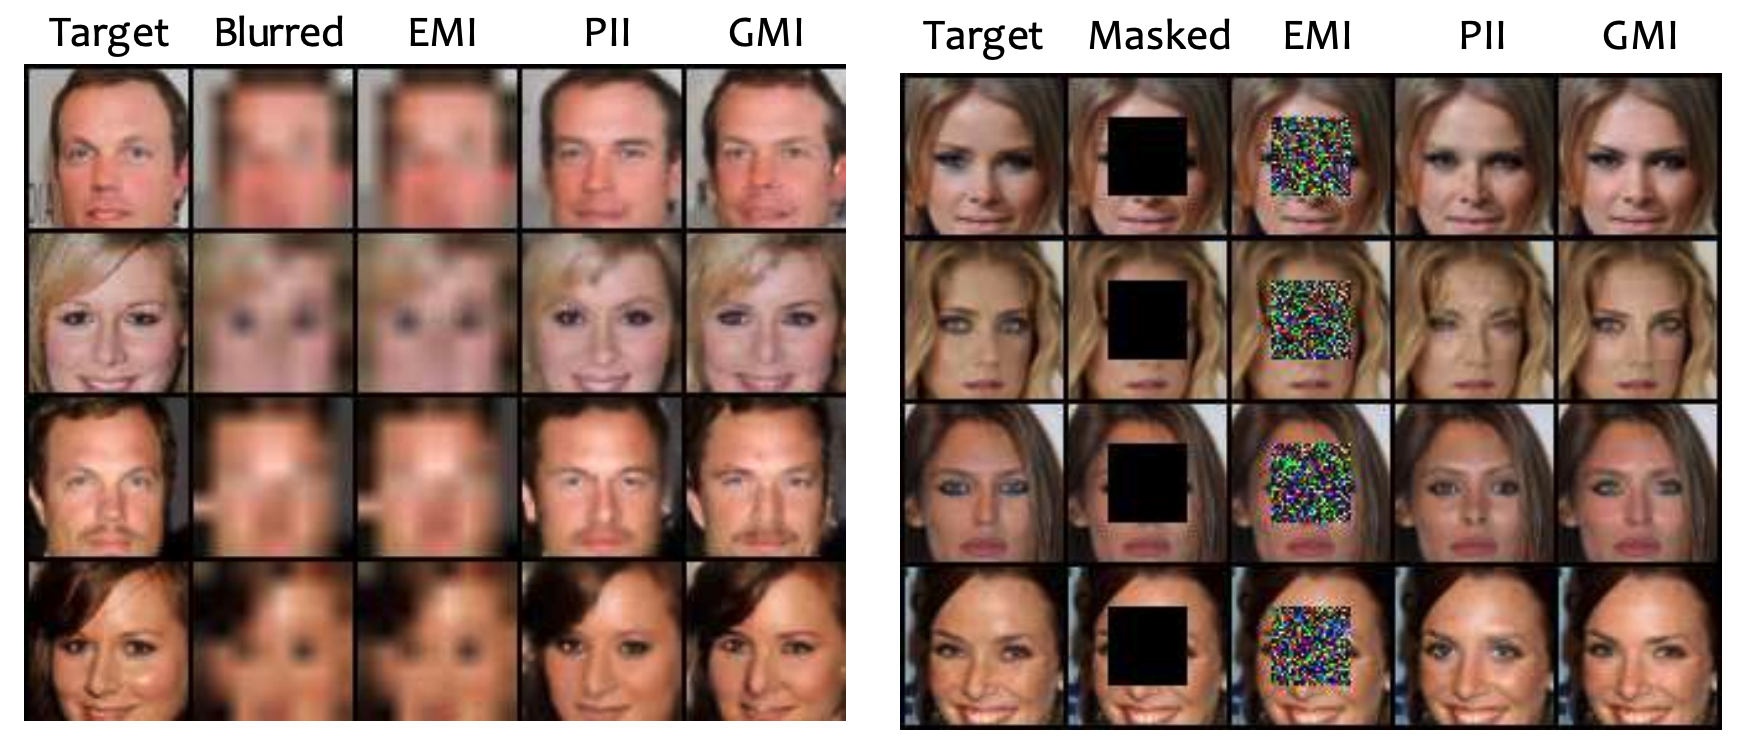 Target Blurred EMI PII GMI
Target Masked EMI PII GMI